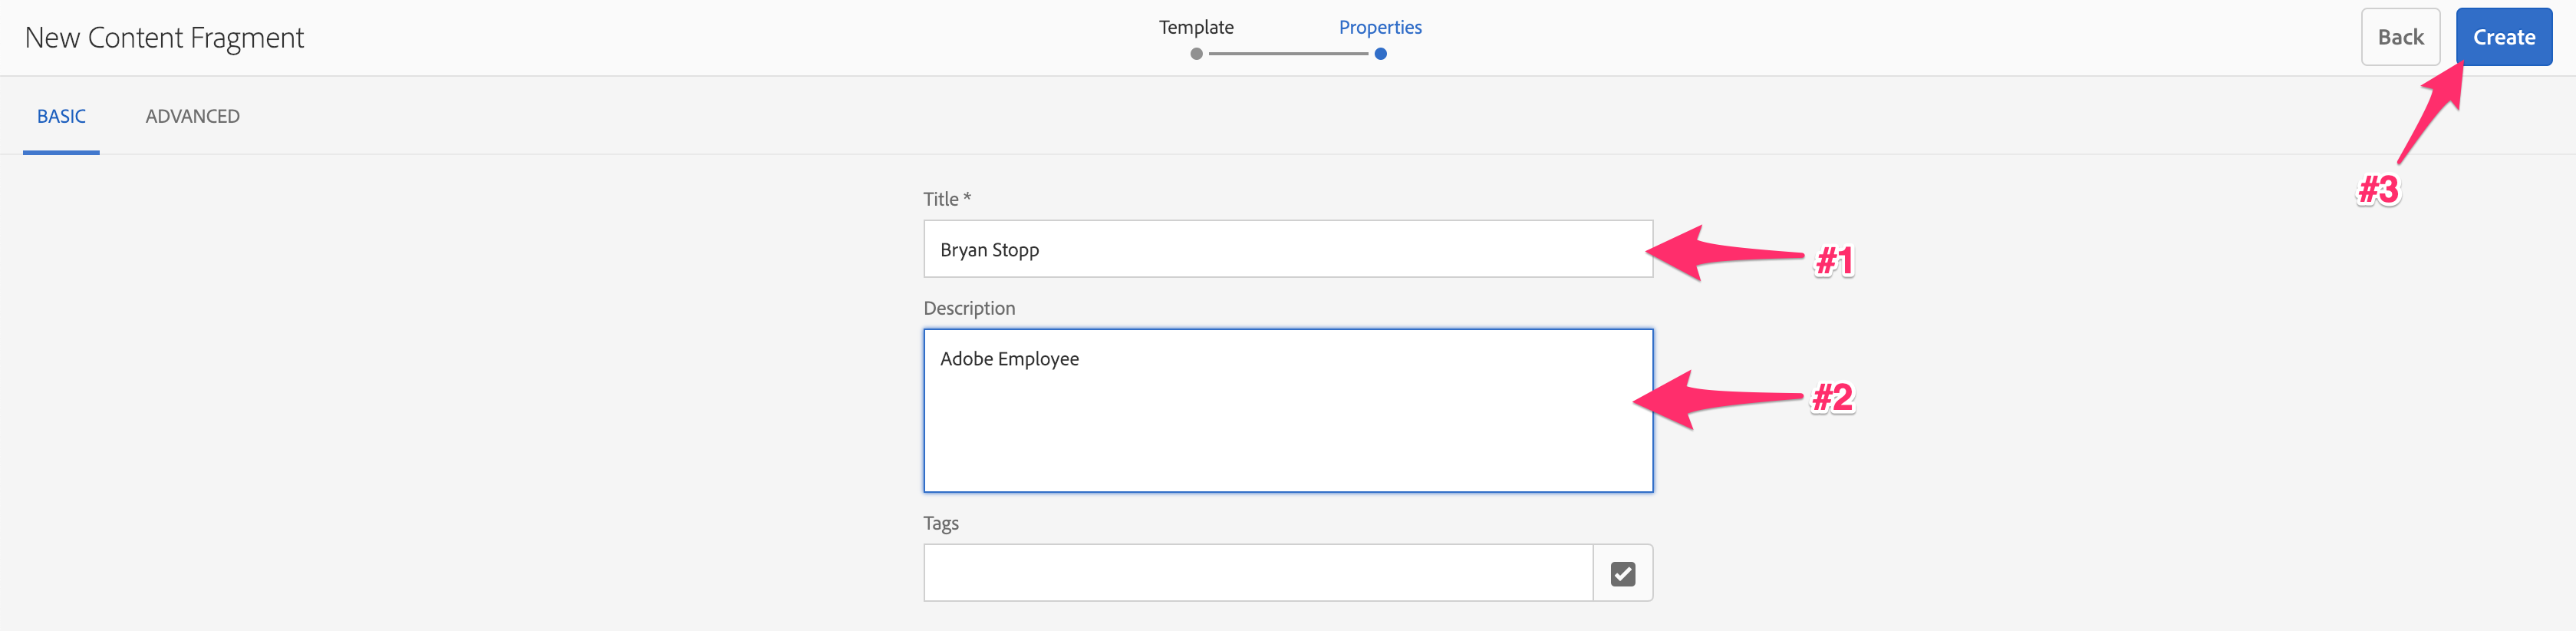 New Content Fragment
Template
Properties
Back
Create
BASIC
ADVANCED
#3
Title *
Bryan Stopp
#1
Description
Adobe Employee
#2
Tags